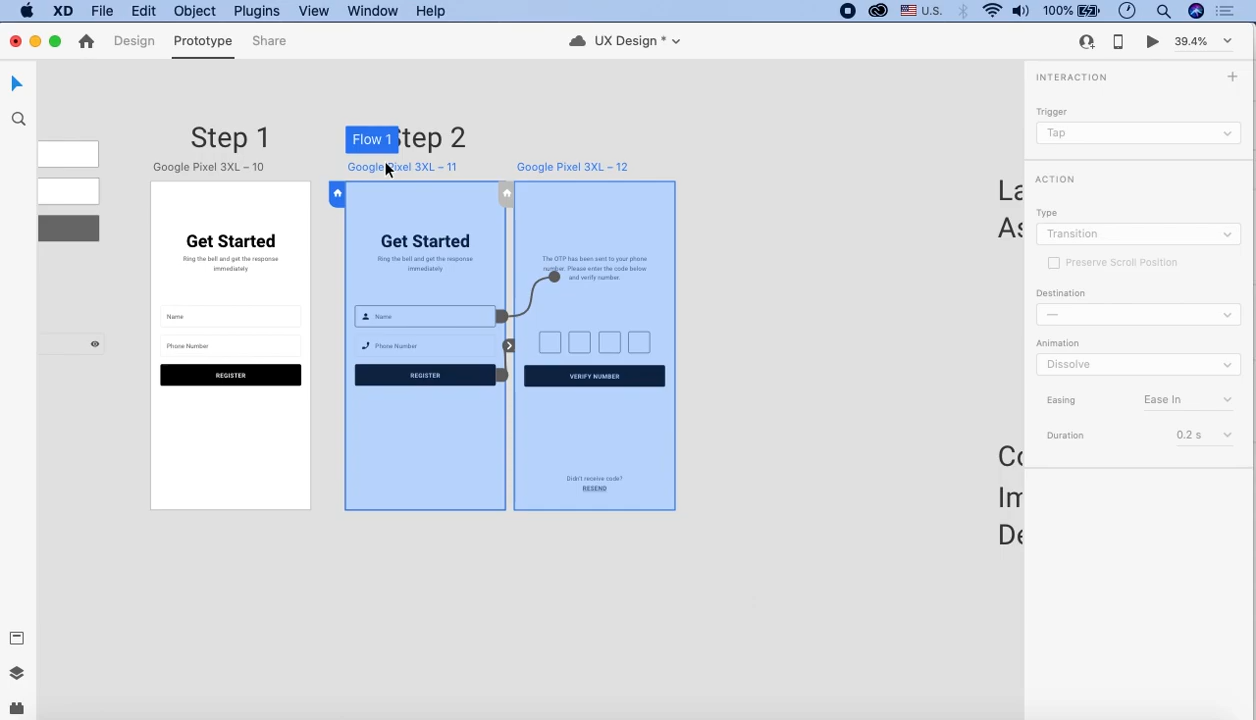 XD File Edit Object Plugins View Window Help
U.S. 100%
Design Prototype Share
UX Design *
39.4%
INTERACTION
Trigger
Tap
ACTION
Type
Transition
Preserve Scroll Position
Destination
—
Animation
Dissolve
Easing Ease In
Duration 0.2 s
Step 1
Google Pixel 3XL – 10
Get Started
Ring the bell and get the response
immediately
Name
Phone Number
REGISTER
Flow 1
Step 2
Google Pixel 3XL – 11
Get Started
Ring the bell and get the response
immediately
Name
Phone Number
REGISTER
Google Pixel 3XL – 12
The OTP has been sent to your phone
number. Please enter the code below
and verify number.
VERIFY NUMBER
Didn't receive code?
RESEND
La
As
Im
De